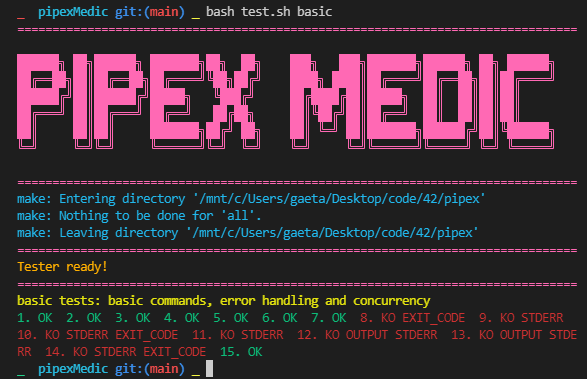 _ pipexMedic git:(main) _ bash test.sh basic
================================================================================
PIPEX MEDIC
================================================================================
make: Entering directory '/mnt/c/Users/gaeta/Desktop/code/42/pipex'
make: Nothing to be done for 'all'.
make: Leaving directory '/mnt/c/Users/gaeta/Desktop/code/42/pipex'
================================================================================
Tester ready!
================================================================================
basic tests: basic commands, error handling and concurrency
1. OK 2. OK 3. OK 4. OK 5. OK 6. OK 7. OK 8. KO EXIT_CODE 9. KO STDERR
10. KO STDERR EXIT_CODE 11. KO STDERR 12. KO OUTPUT STDERR 13. KO OUTPUT STDE
RR 14. KO STDERR EXIT_CODE 15. OK
_ pipexMedic git:(main) _